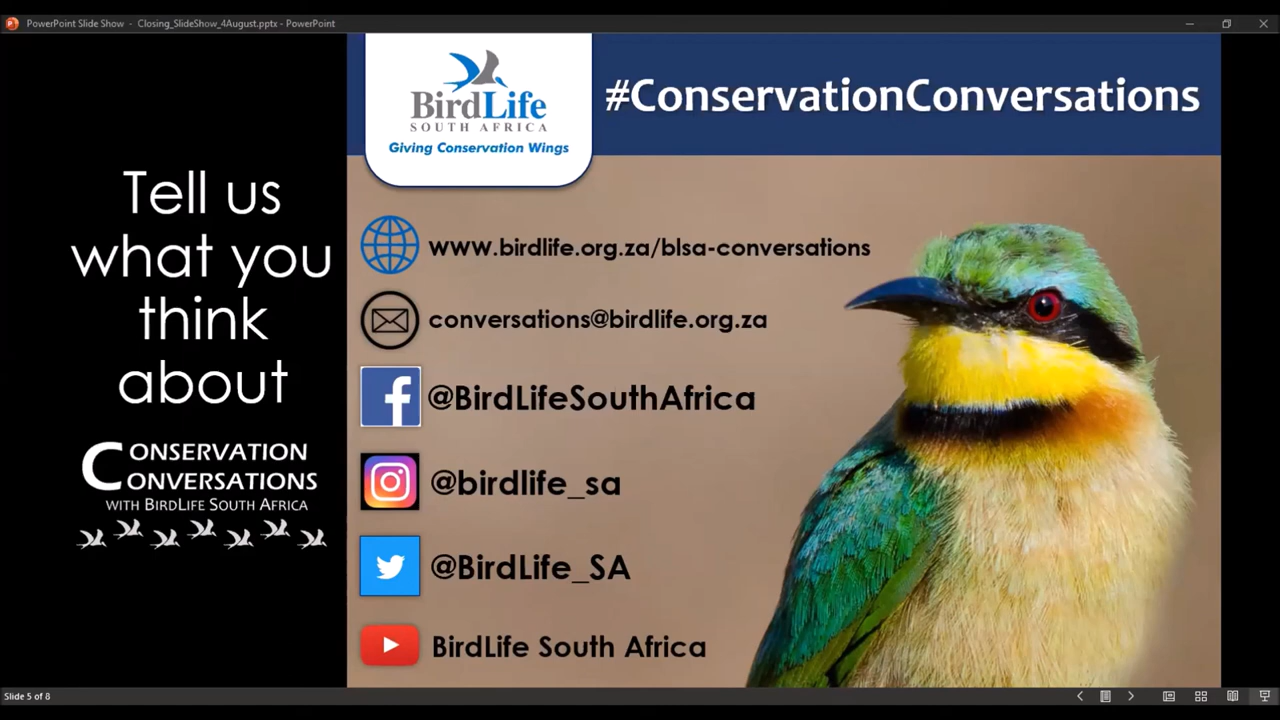 PowerPoint Slide Show - Closing_SlideShow_4August.pptx - PowerPoint
BirdLife
SOUTH AFRICA
Giving Conservation Wings
#ConservationConversations
Tell us
what you
think
about
CONSERVATION
CONVERSATIONS
WITH BIRDLIFE SOUTH AFRICA
www.birdlife.org.za/blsa-conversations
conversations@birdlife.org.za
@BirdLifeSouthAfrica
@birdlife_sa
@BirdLife_SA
BirdLife South Africa
Slide 5 of 8